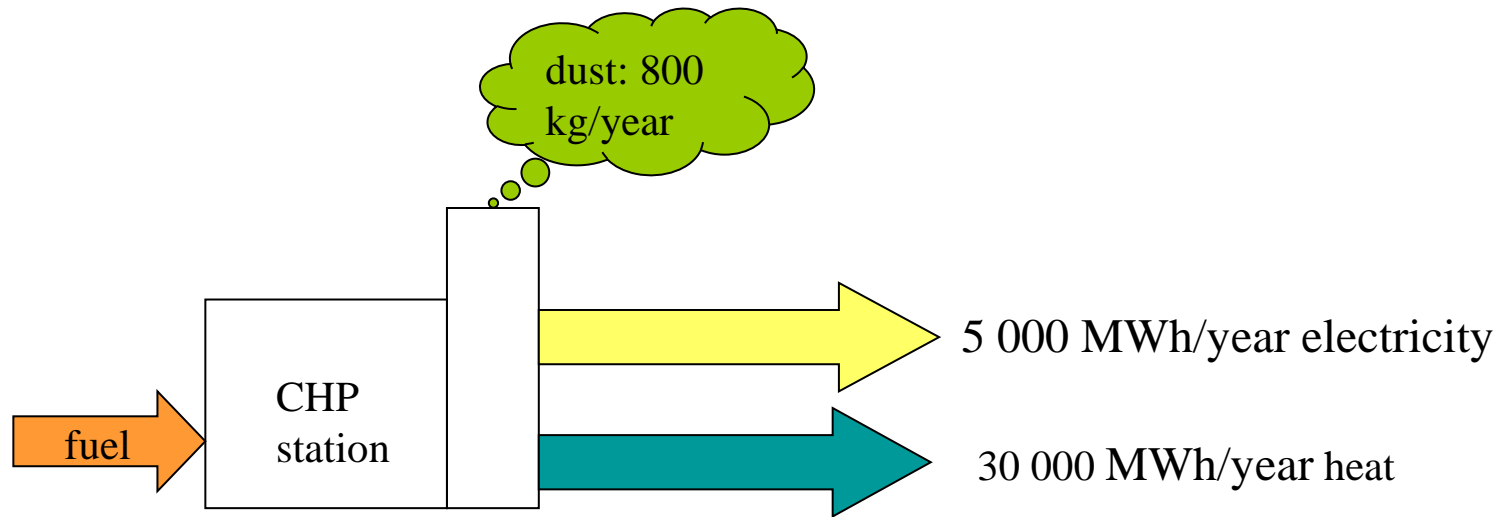 dust: 800
kg/year
5 000 MWh/year electricity
CHP
station
fuel
30 000 MWh/year heat